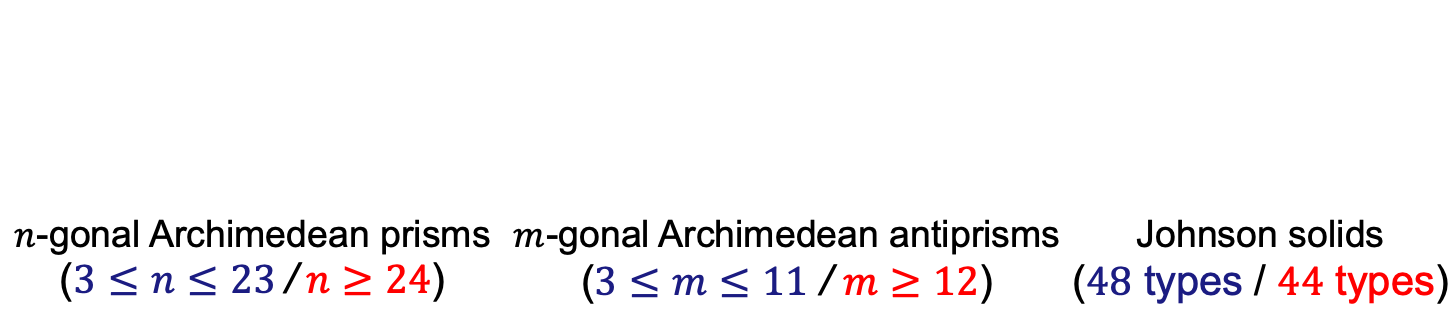 n-gonal Archimedean prisms m-gonal Archimedean antiprisms Johnson solids
(3 ≤ n ≤ 23/n ≥ 24) (3 ≤ m ≤ 11/m ≥ 12) (48 types / 44 types)